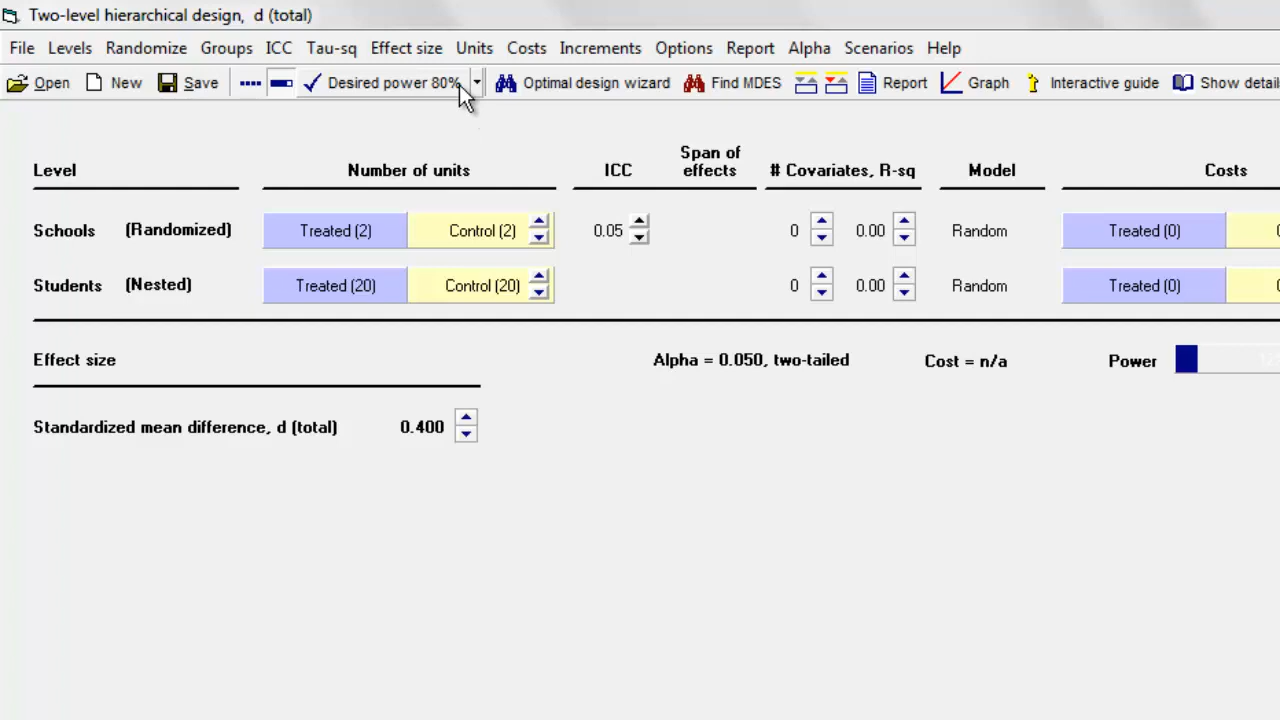 Two-level hierarchical design, d (total)
File Levels Randomize Groups ICC Tau-sq Effect size Units Costs Increments Options Report Alpha Scenarios Help
Open New Save Desired power 80% Optimal design wizard Find MDES Report Graph Interactive guide Show detail
Span of
Level Number of units ICC effects # Covariates, R-sq Model Costs
Schools (Randomized) Treated (2) Control (2) 0.05 0 0.00 Random Treated (0)
Students (Nested) Treated (20) Control (20) 0 0.00 Random Treated (0)
Effect size Alpha = 0.050, two-tailed Cost = n/a Power
Standardized mean difference, d (total) 0.400